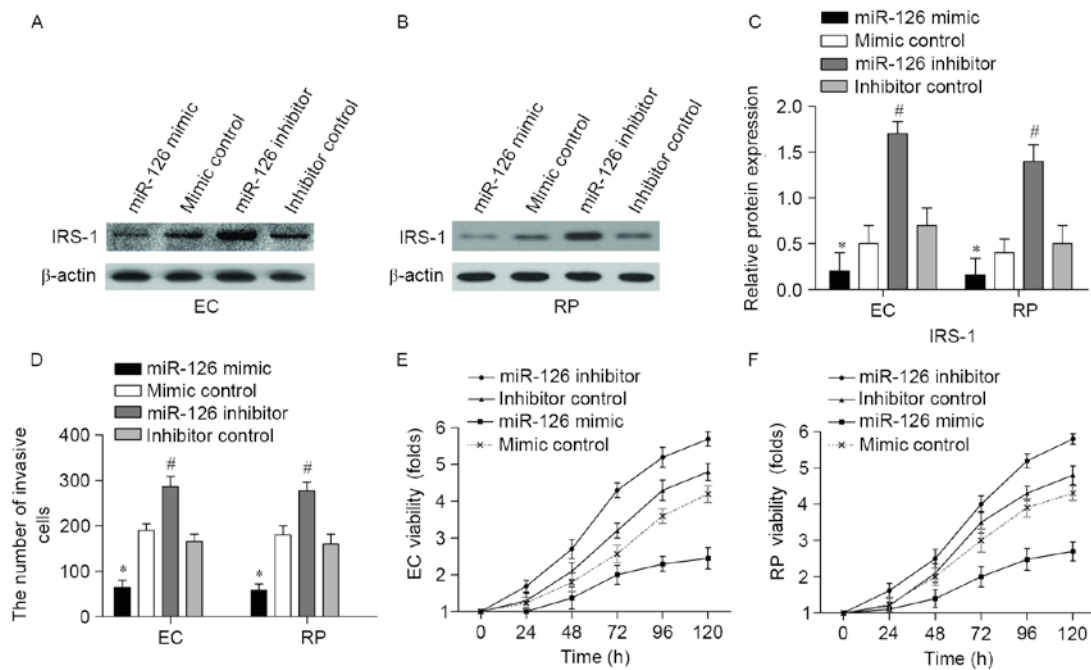 A
miR-126 mimic
Mimic control
miR-126 inhibitor
Inhibitor control
IRS-1
β-actin
EC
B
miR-126 mimic
Mimic control
miR-126 inhibitor
Inhibitor control
IRS-1
β-actin
RP
C
miR-126 mimic
Mimic control
miR-126 inhibitor
Inhibitor control
Relative protein expression
2.0
1.5
1.0
0.5
0.0
* # * #
EC RP
IRS-1
D
miR-126 mimic
Mimic control
miR-126 inhibitor
Inhibitor control
The number of invasive
cells
400
300
200
100
0
* # * #
EC RP
E
miR-126 inhibitor
Inhibitor control
miR-126 mimic
Mimic control
EC viability (folds)
6
5
4
3
2
1
0 24 48 72 96 120
Time (h)
F
miR-126 inhibitor
Inhibitor control
miR-126 mimic
Mimic control
RP viability (folds)
6
5
4
3
2
1
0 24 48 72 96 120
Time (h)